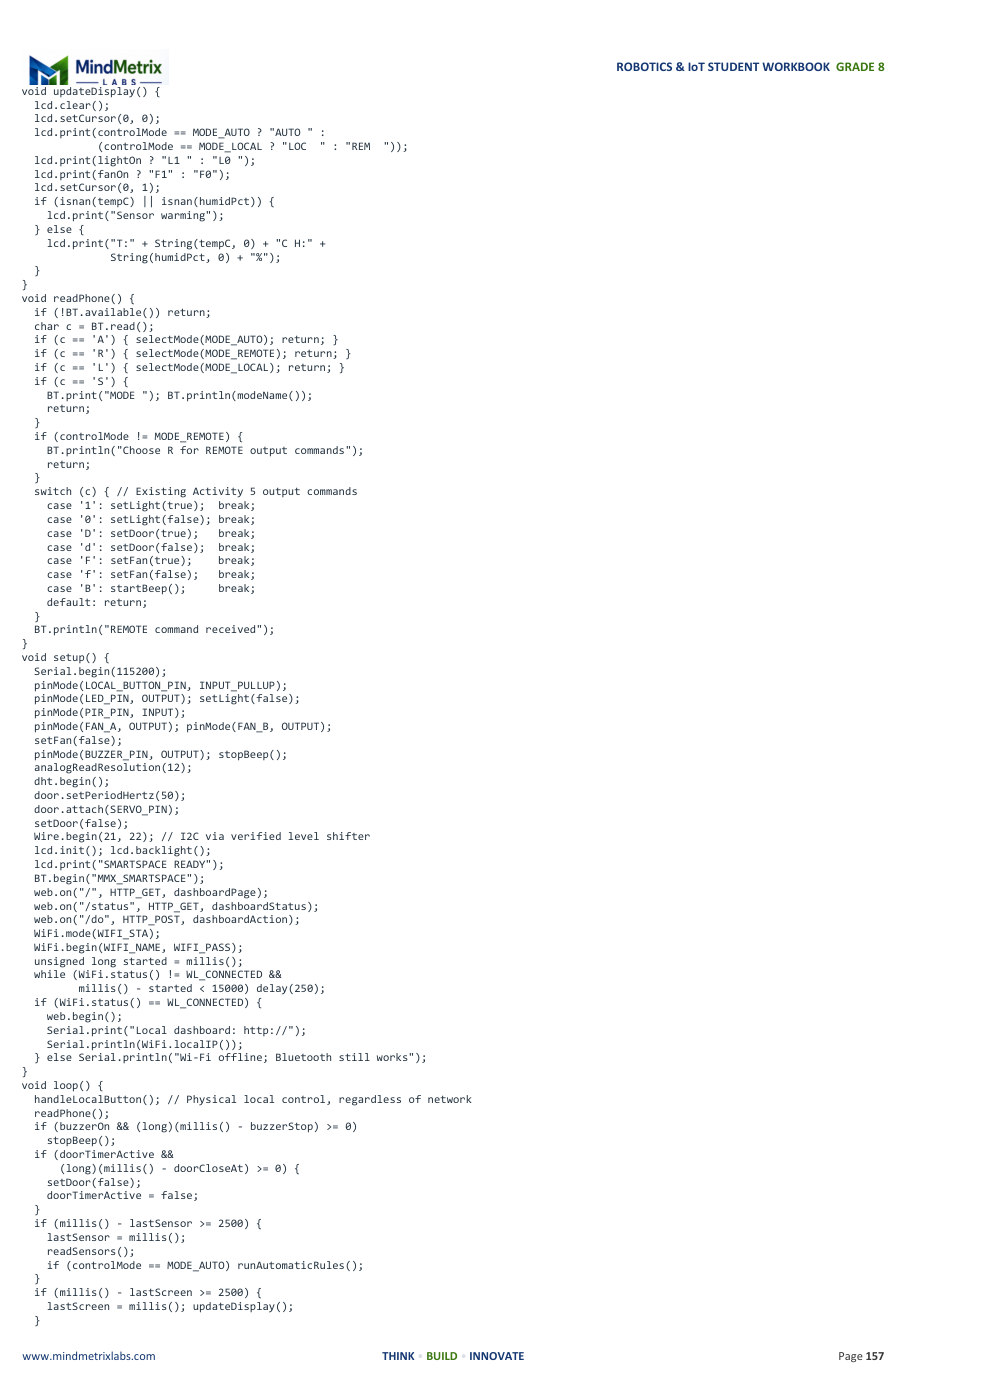 MindMetrix
LABS
ROBOTICS & IoT STUDENT WORKBOOK GRADE 8
void updateDisplay() {
  lcd.clear();
  lcd.setCursor(0, 0);
  lcd.print(controlMode == MODE_AUTO ? "AUTO " :
            (controlMode == MODE_LOCAL ? "LOC  " : "REM  "));
  lcd.print(lightOn ? "L1 " : "L0 ");
  lcd.print(fanOn ? "F1" : "F0");
  lcd.setCursor(0, 1);
  if (isnan(tempC) || isnan(humidPct)) {
    lcd.print("Sensor warming");
  } else {
    lcd.print("T:" + String(tempC, 0) + "C H:" +
              String(humidPct, 0) + "%");
  }
}
void readPhone() {
  if (!BT.available()) return;
  char c = BT.read();
  if (c == 'A') { selectMode(MODE_AUTO); return; }
  if (c == 'R') { selectMode(MODE_REMOTE); return; }
  if (c == 'L') { selectMode(MODE_LOCAL); return; }
  if (c == 'S') {
    BT.print("MODE "); BT.println(modeName());
    return;
  }
  if (controlMode != MODE_REMOTE) {
    BT.println("Choose R for REMOTE output commands");
    return;
  }
  switch (c) { // Existing Activity 5 output commands
    case '1': setLight(true);  break;
    case '0': setLight(false); break;
    case 'D': setDoor(true);   break;
    case 'd': setDoor(false);  break;
    case 'F': setFan(true);    break;
    case 'f': setFan(false);   break;
    case 'B': startBeep();     break;
    default: return;
  }
  BT.println("REMOTE command received");
}
void setup() {
  Serial.begin(115200);
  pinMode(LOCAL_BUTTON_PIN, INPUT_PULLUP);
  pinMode(LED_PIN, OUTPUT); setLight(false);
  pinMode(PIR_PIN, INPUT);
  pinMode(FAN_A, OUTPUT); pinMode(FAN_B, OUTPUT);
  setFan(false);
  pinMode(BUZZER_PIN, OUTPUT); stopBeep();
  analogReadResolution(12);
  dht.begin();
  door.setPeriodHertz(50);
  door.attach(SERVO_PIN);
  setDoor(false);
  Wire.begin(21, 22); // I2C via verified level shifter
  lcd.init(); lcd.backlight();
  lcd.print("SMARTSPACE READY");
  BT.begin("MMX_SMARTSPACE");
  web.on("/", HTTP_GET, dashboardPage);
  web.on("/status", HTTP_GET, dashboardStatus);
  web.on("/do", HTTP_POST, dashboardAction);
  WiFi.mode(WIFI_STA);
  WiFi.begin(WIFI_NAME, WIFI_PASS);
  unsigned long started = millis();
  while (WiFi.status() != WL_CONNECTED &&
         millis() - started < 15000) delay(250);
  if (WiFi.status() == WL_CONNECTED) {
    web.begin();
    Serial.print("Local dashboard: http://");
    Serial.println(WiFi.localIP());
  } else Serial.println("Wi-Fi offline; Bluetooth still works");
}
void loop() {
  handleLocalButton(); // Physical local control, regardless of network
  readPhone();
  if (buzzerOn && (long)(millis() - buzzerStop) >= 0)
    stopBeep();
  if (doorTimerActive &&
      (long)(millis() - doorCloseAt) >= 0) {
    setDoor(false);
    doorTimerActive = false;
  }
  if (millis() - lastSensor >= 2500) {
    lastSensor = millis();
    readSensors();
    if (controlMode == MODE_AUTO) runAutomaticRules();
  }
  if (millis() - lastScreen >= 2500) {
    lastScreen = millis(); updateDisplay();
  }
www.mindmetrixlabs.com
THINK • BUILD • INNOVATE
Page 157